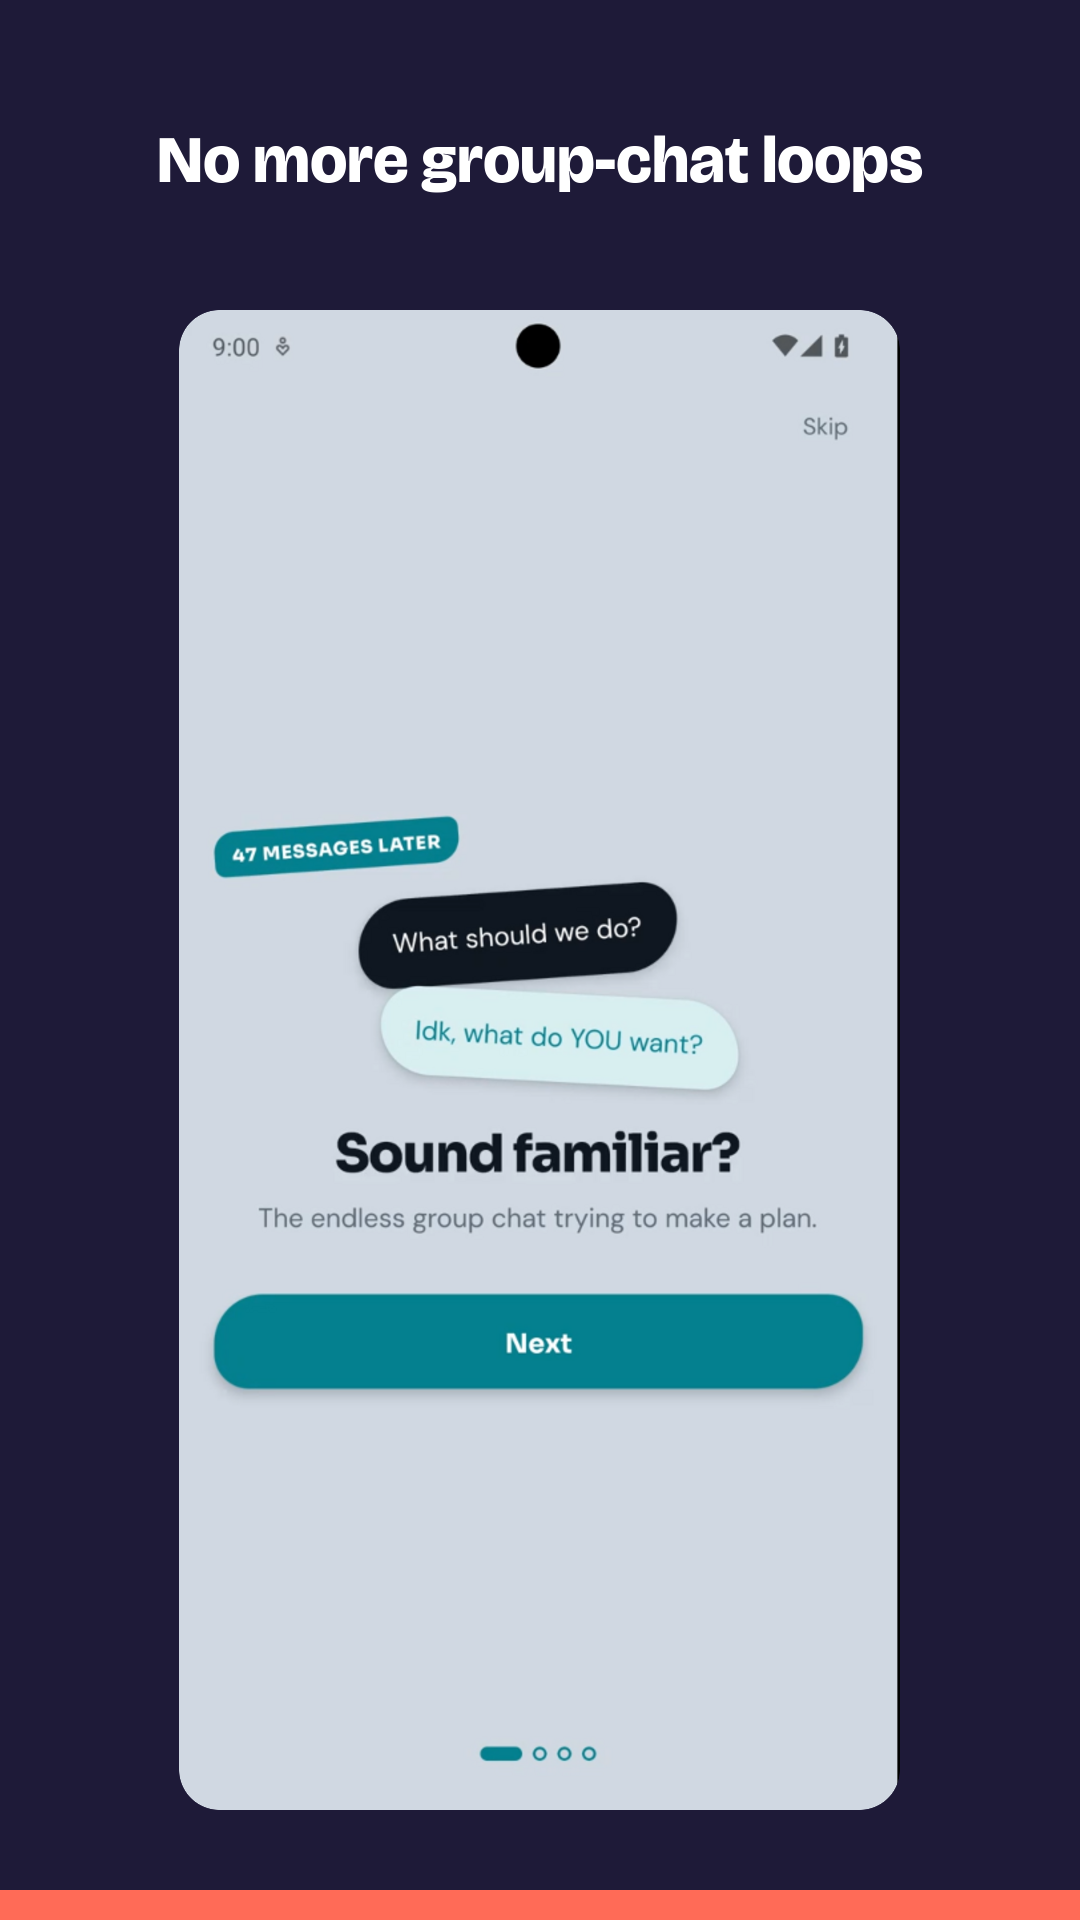 No more group-chat loops
9:00
Skip
47 MESSAGES LATER
What should we do?
Idk, what do YOU want?
Sound familiar?
The endless group chat trying to make a plan.
Next